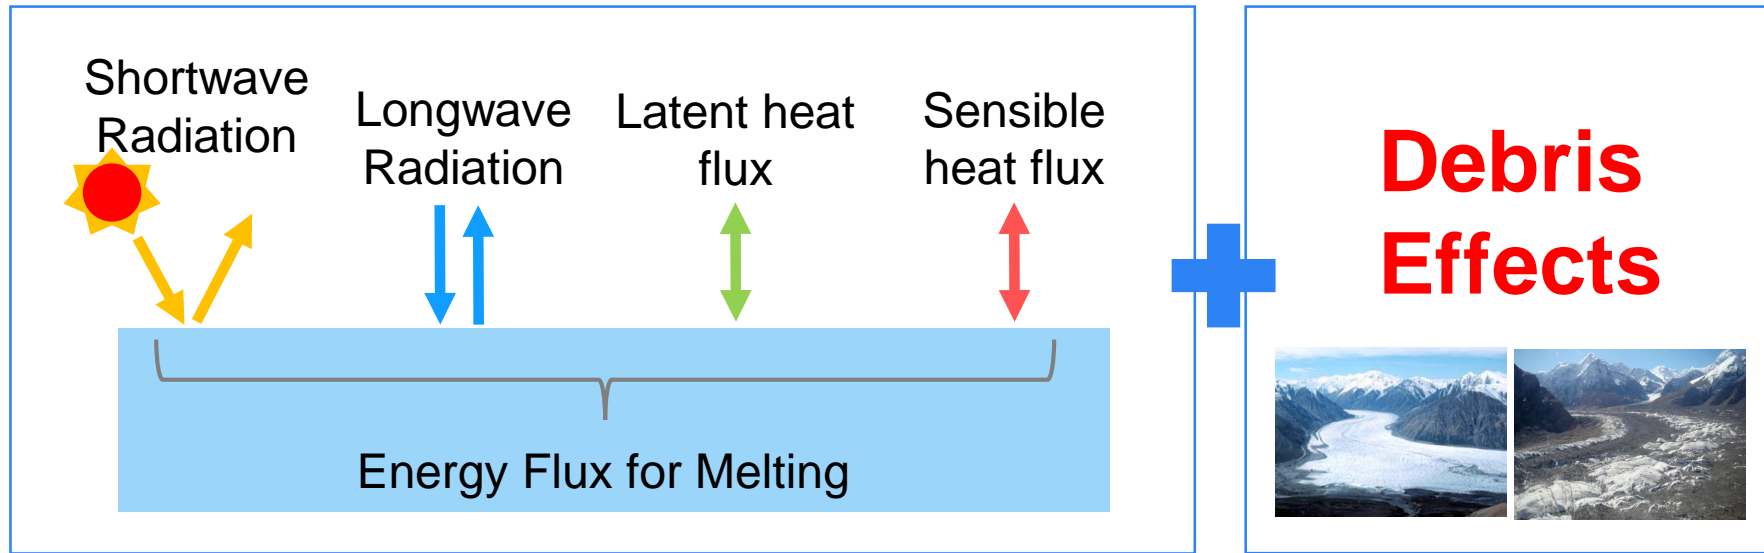 Shortwave
Radiation
Longwave
Radiation
Latent heat
flux
Sensible
heat flux
Energy Flux for Melting
Debris
Effects